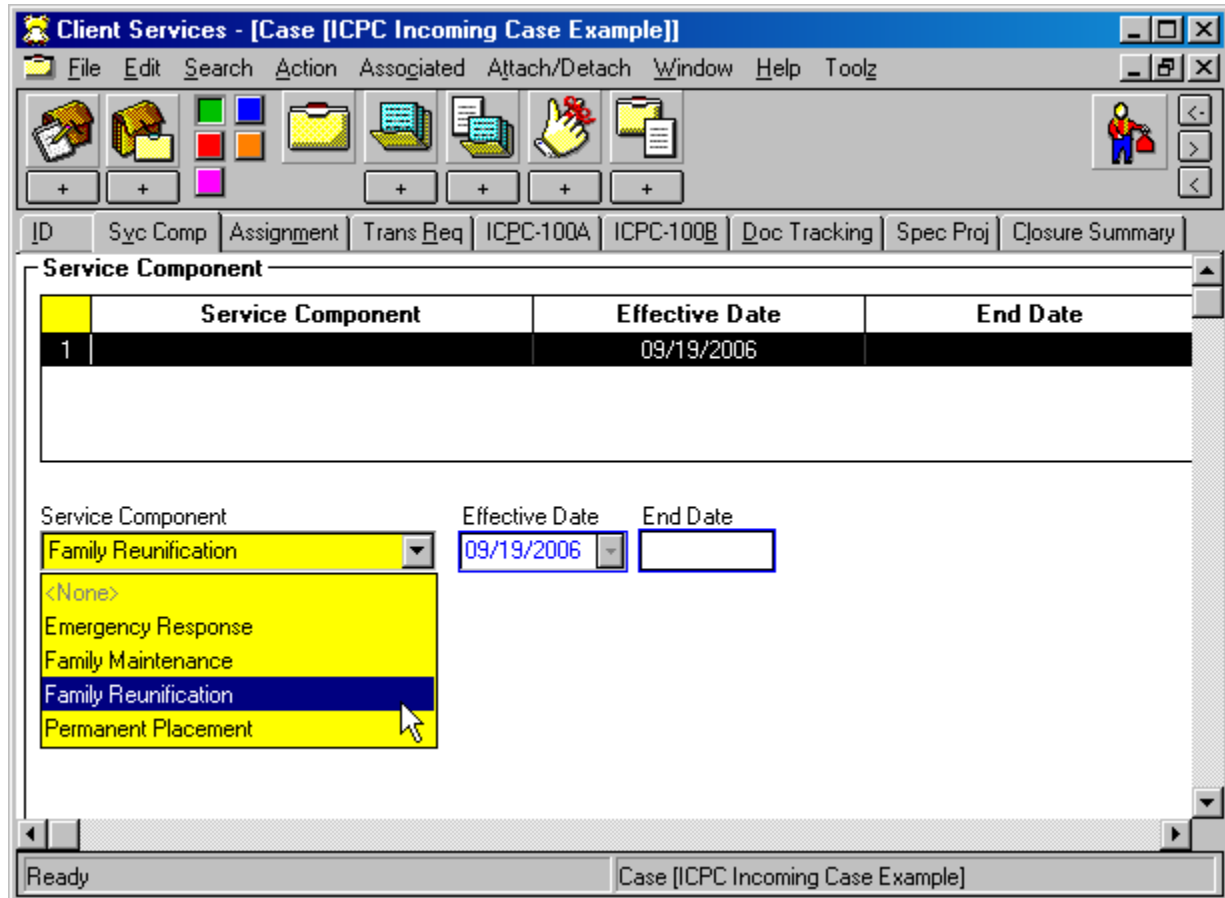 Client Services - [Case [ICPC Incoming Case Example]]
File Edit Search Action Associated Attach/Detach Window Help Toolz
+ + + + + +
<-
>
<
ID Svc Comp Assignment Trans Req ICPC-100A ICPC-100B Doc Tracking Spec Proj Closure Summary
Service Component
Service Component Effective Date End Date
1 09/19/2006
Service Component Effective Date End Date
Family Reunification 09/19/2006
<None>
Emergency Response
Family Maintenance
Family Reunification
Permanent Placement
Ready Case [ICPC Incoming Case Example]